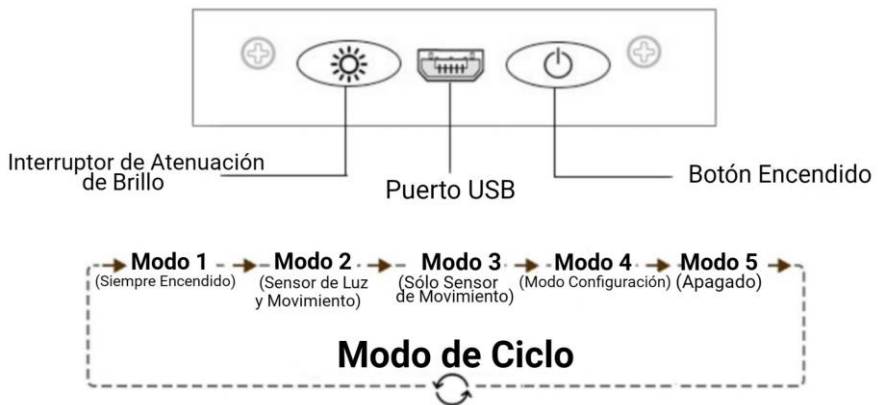 Interruptor de Atenuación
de Brillo
Puerto USB
Botón Encendido
Modo 1
(Siempre Encendido)
Modo 2
(Sensor de Luz
y Movimiento)
Modo 3
(Sólo Sensor
de Movimiento)
Modo 4
(Modo Configuración)
Modo 5
(Apagado)
Modo de Ciclo